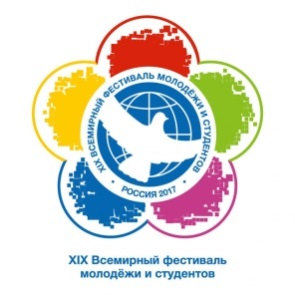 XIX ВСЕМИРНЫЙ ФЕСТИВАЛЬ МОЛОДЁЖИ И СТУДЕНТОВ
• РОССИЯ 2017 •
XIX Всемирный фестиваль
молодёжи и студентов